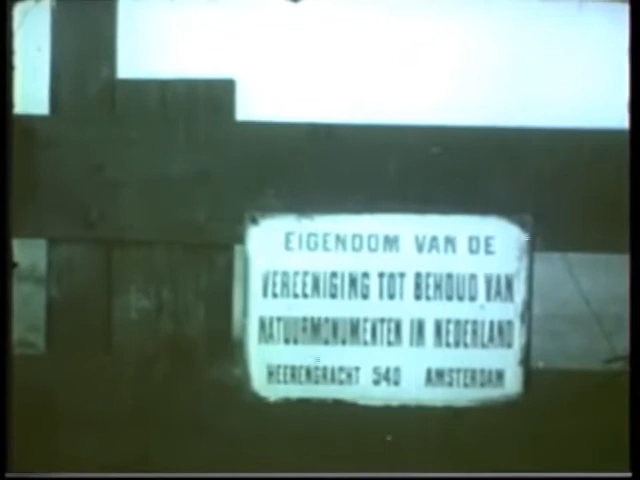 EIGENDOM VAN DE
VEREENIGING TOT BEHOUD VAN
NATUURMONUMENTEN IN NEDERLAND
HEERENGRACHT 540 AMSTERDAM